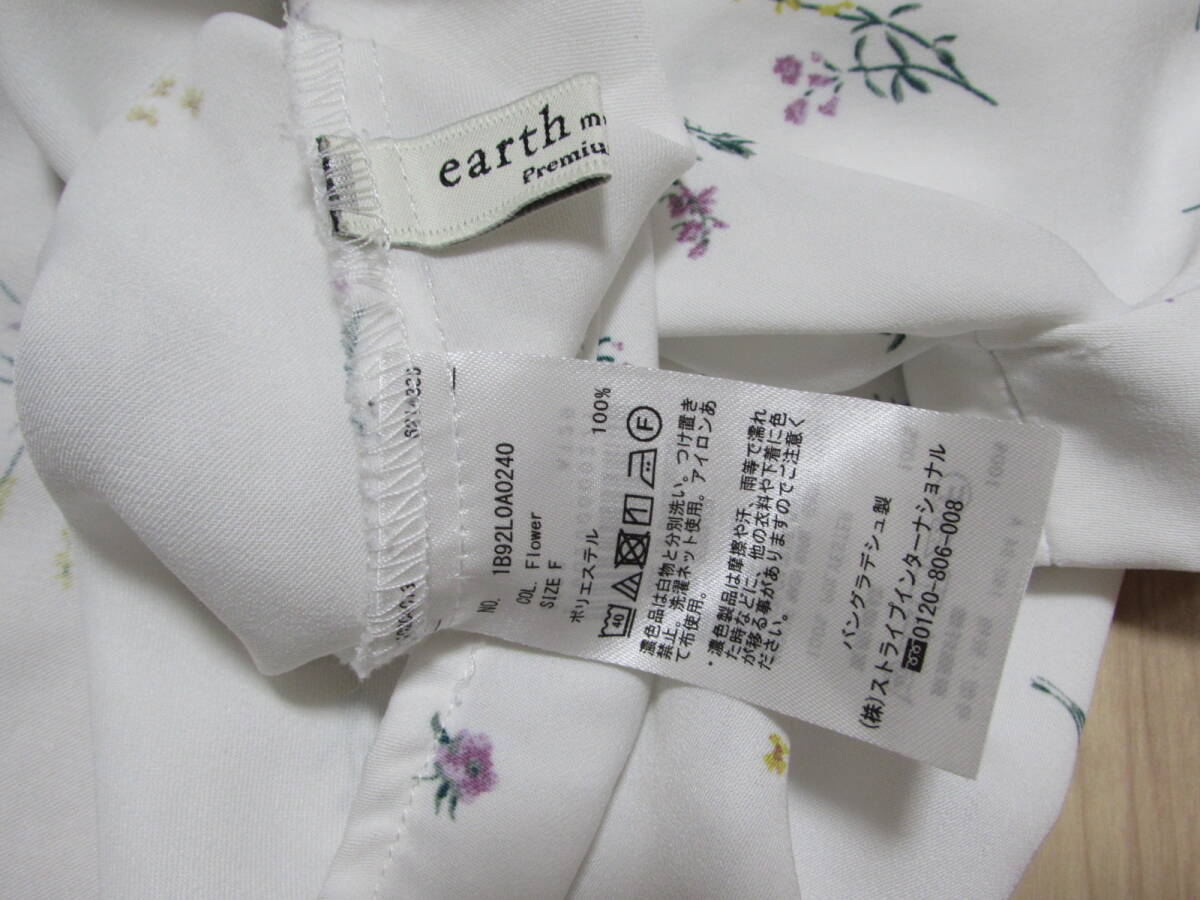 earth
Premiu
NO. 1B92L0A0240
COL. Flower
SIZE F
ポリエステル 100%
40 F
濃色品は白物と分別洗い。つけ置き
禁止。洗濯ネット使用。アイロンあ
て布使用。
・濃色製品は摩擦や汗、雨等で濡れ
た時などに、他の衣料や下着に色
が移る事がありますのでご注意く
ださい。
バングラデシュ製
(株)ストライプインターナショナル
0120-806-008